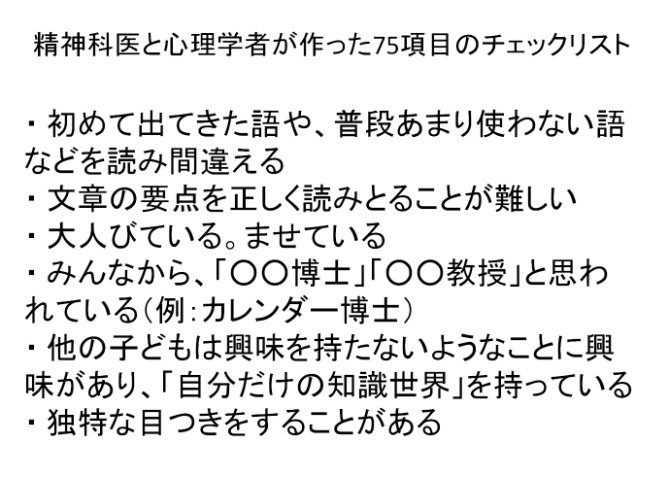 精神科医と心理学者が作った75項目のチェックリスト
・ 初めて出てきた語や、普段あまり使わない語
などを読み間違える
・ 文章の要点を正しく読みとることが難しい
・ 大人びている。ませている
・ みんなから、「〇〇博士」「〇〇教授」と思わ
れている（例：カレンダー博士）
・ 他の子どもは興味を持たないようなことに興
味があり、「自分だけの知識世界」を持っている
・ 独特な目つきをすることがある